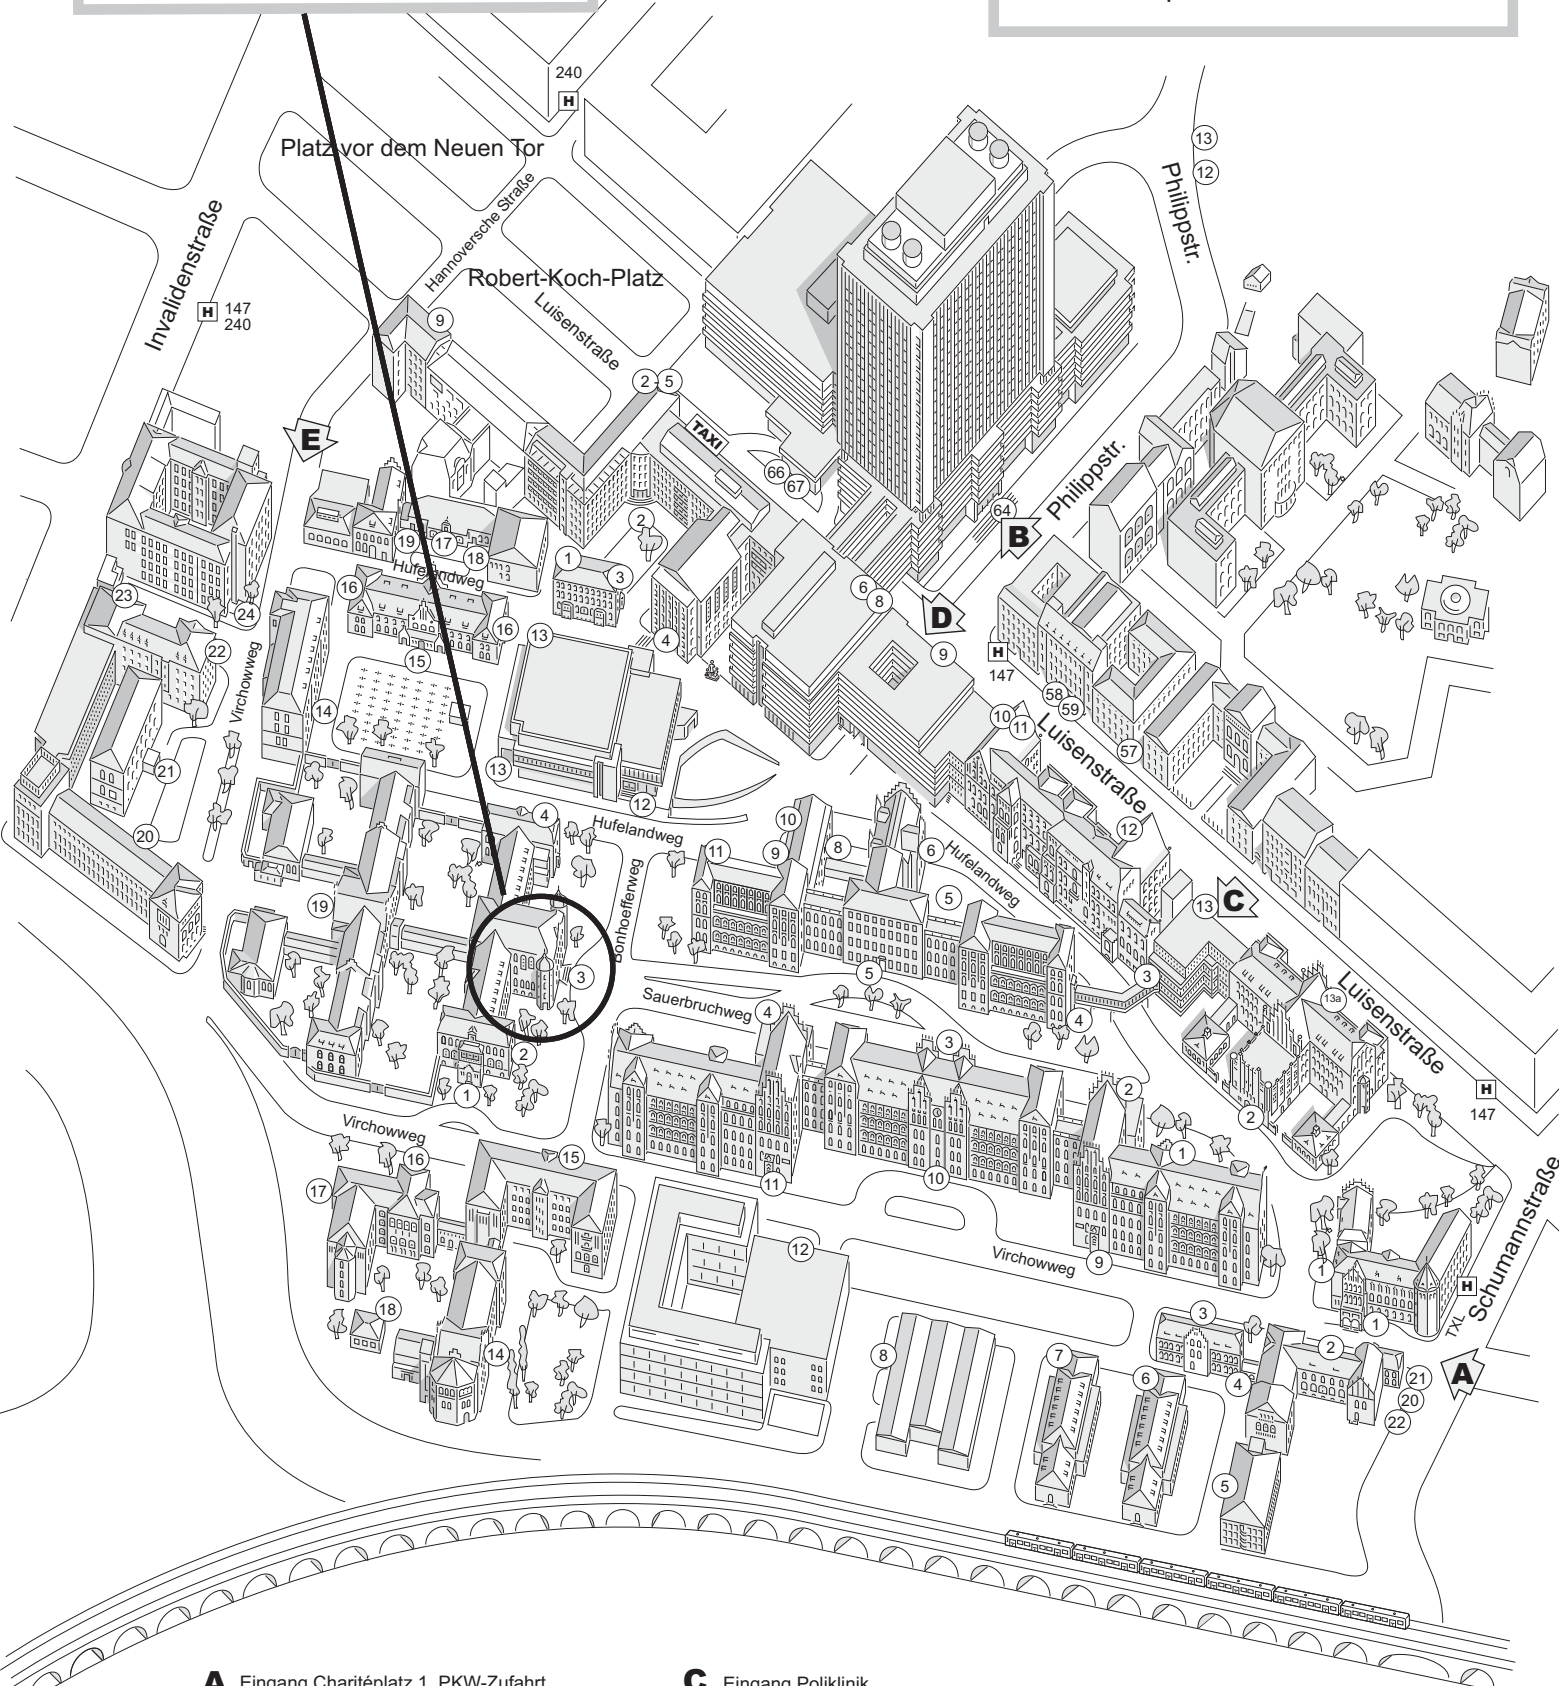 240
H
13
Platz vor dem Neuen Tor
12
Philippstr.
Hannoversche Straße
Invalidenstraße
Robert-Koch-Platz
H 147
240
Luisenstraße
9
2 - 5
E
TAXI
66
67
Philippstr.
64
B
2
19
17
18
1
3
Hufelandweg
16
6
8
23
24
D
16
13
4
9
H
147
22
15
Virchowweg
58
59
14
10
11
Luisenstraße
57
21
13
12
4
20
Hufelandweg
10
12
11
9
8
6
Hufelandweg
Bonhoefferweg
5
19
13
C
3
5
3
Sauerbruchweg
4
4
13a
Luisenstraße
3
2
1
2
H
147
2
Virchowweg
1
16
15
17
11
10
Schumannstraße
12
Virchowweg
9
1
H
18
3
1
TXL
14
8
7
2
6
4
A
21
20
22
5
A Eingang Charitéplatz 1, PKW-Zufahrt
C Eingang Poliklinik